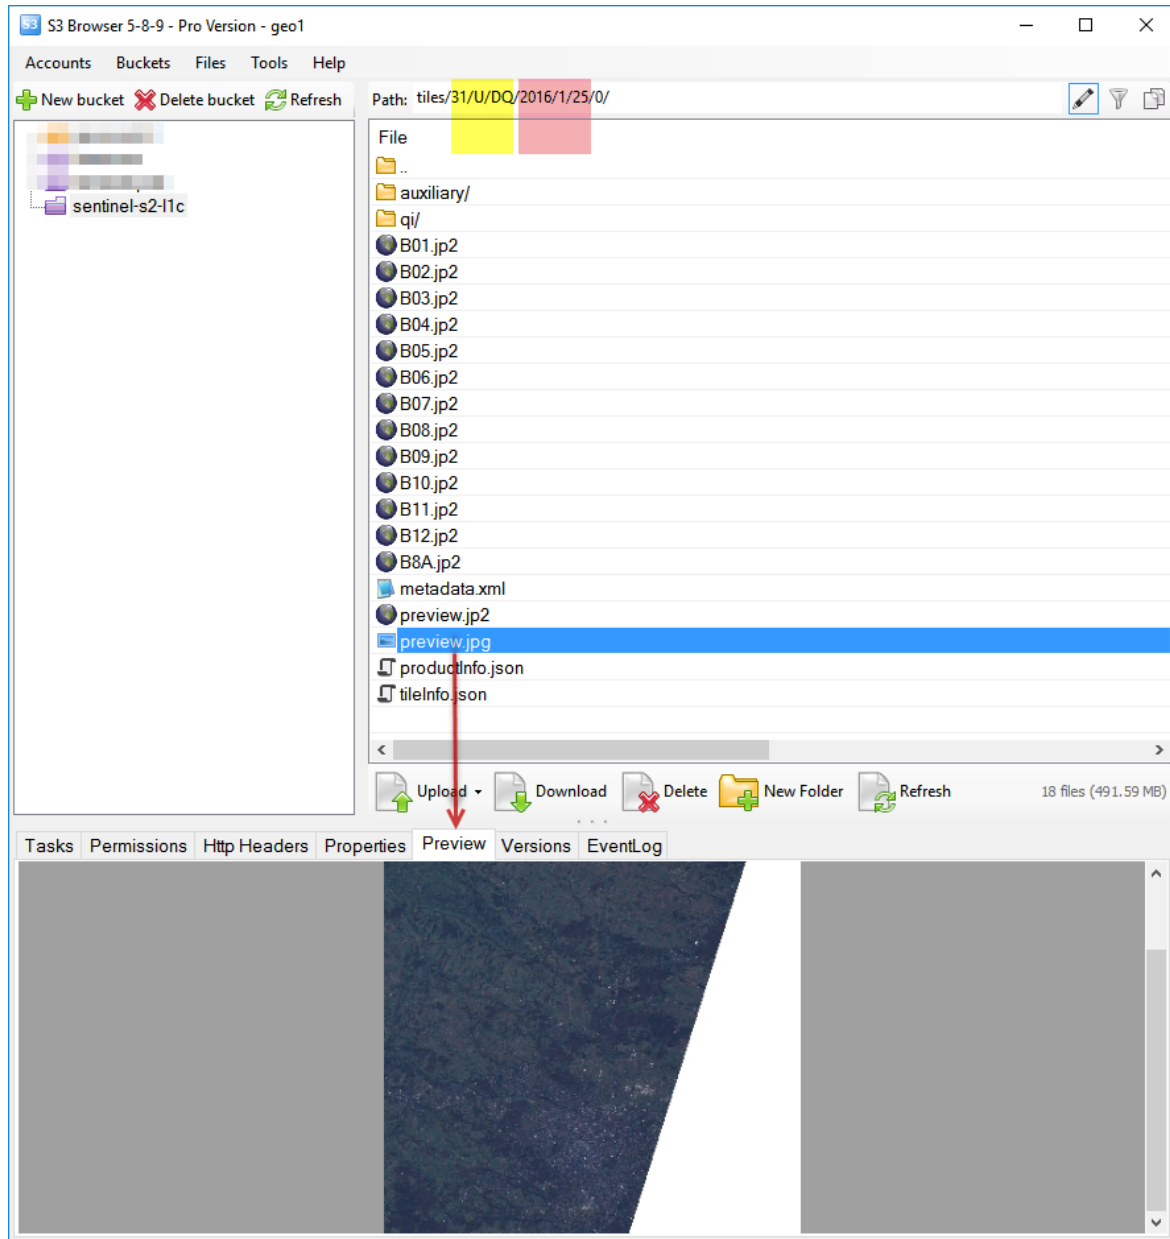 S3 S3 Browser 5-8-9 - Pro Version - geo1
Accounts Buckets Files Tools Help
New bucket Delete bucket Refresh
Path: tiles/31/U/DQ/2016/1/25/0/
sentinel-s2-l1c
File
..
auxiliary/
qi/
B01.jp2
B02.jp2
B03.jp2
B04.jp2
B05.jp2
B06.jp2
B07.jp2
B08.jp2
B09.jp2
B10.jp2
B11.jp2
B12.jp2
B8A.jp2
metadata.xml
preview.jp2
preview.jpg
productInfo.json
tileInfo.json
Upload Download Delete New Folder Refresh 18 files (491.59 MB)
Tasks Permissions Http Headers Properties Preview Versions EventLog